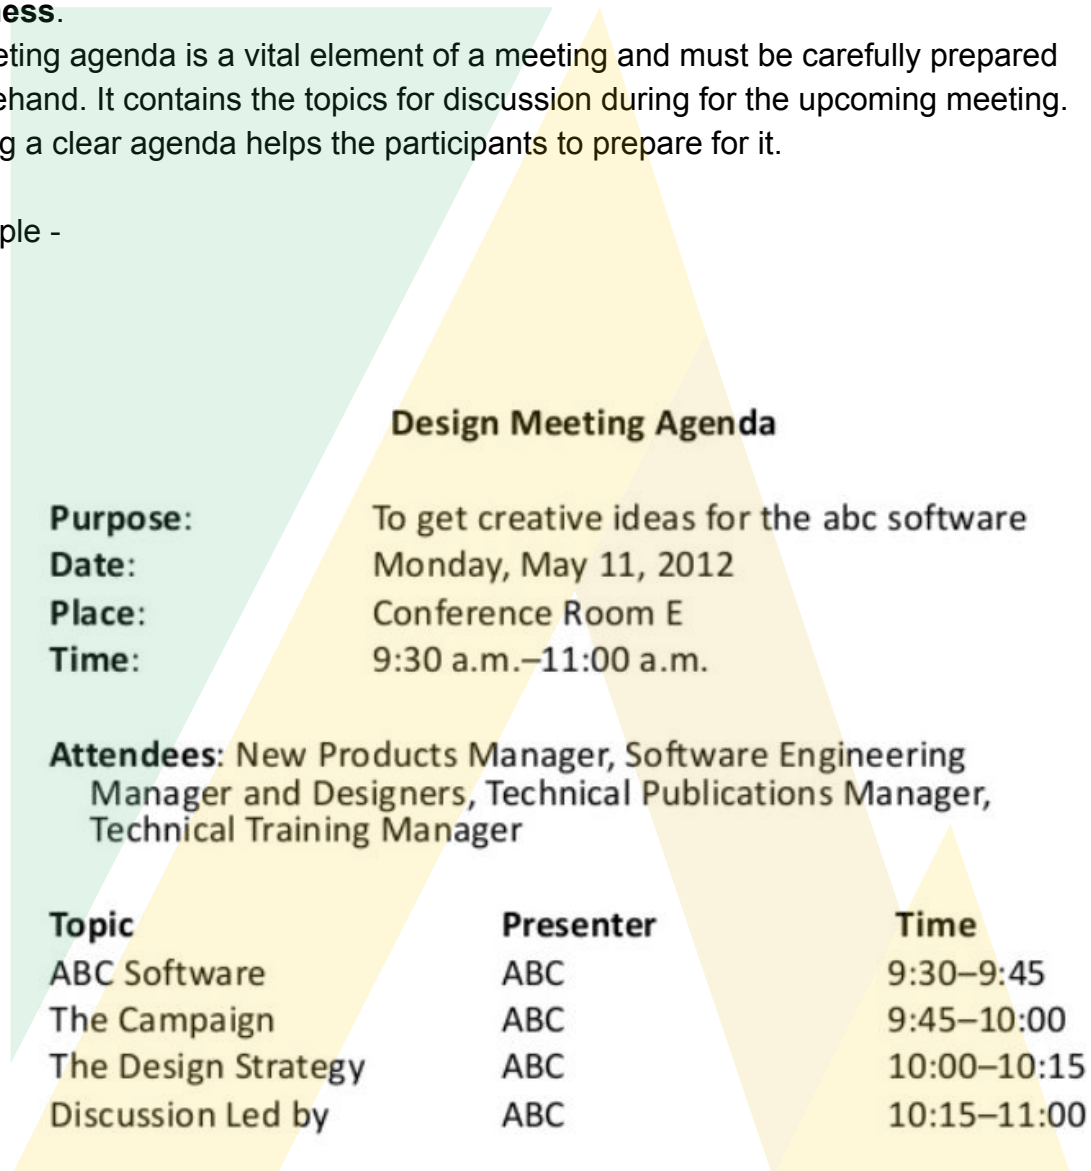 ness.
eting agenda is a vital element of a meeting and must be carefully prepared
ehand. It contains the topics for discussion during for the upcoming meeting.
g a clear agenda helps the participants to prepare for it.
ple -
Design Meeting Agenda
Purpose: To get creative ideas for the abc software
Date: Monday, May 11, 2012
Place: Conference Room E
Time: 9:30 a.m.–11:00 a.m.
Attendees: New Products Manager, Software Engineering
Manager and Designers, Technical Publications Manager,
Technical Training Manager
Topic Presenter Time
ABC Software ABC 9:30–9:45
The Campaign ABC 9:45–10:00
The Design Strategy ABC 10:00–10:15
Discussion Led by ABC 10:15–11:00